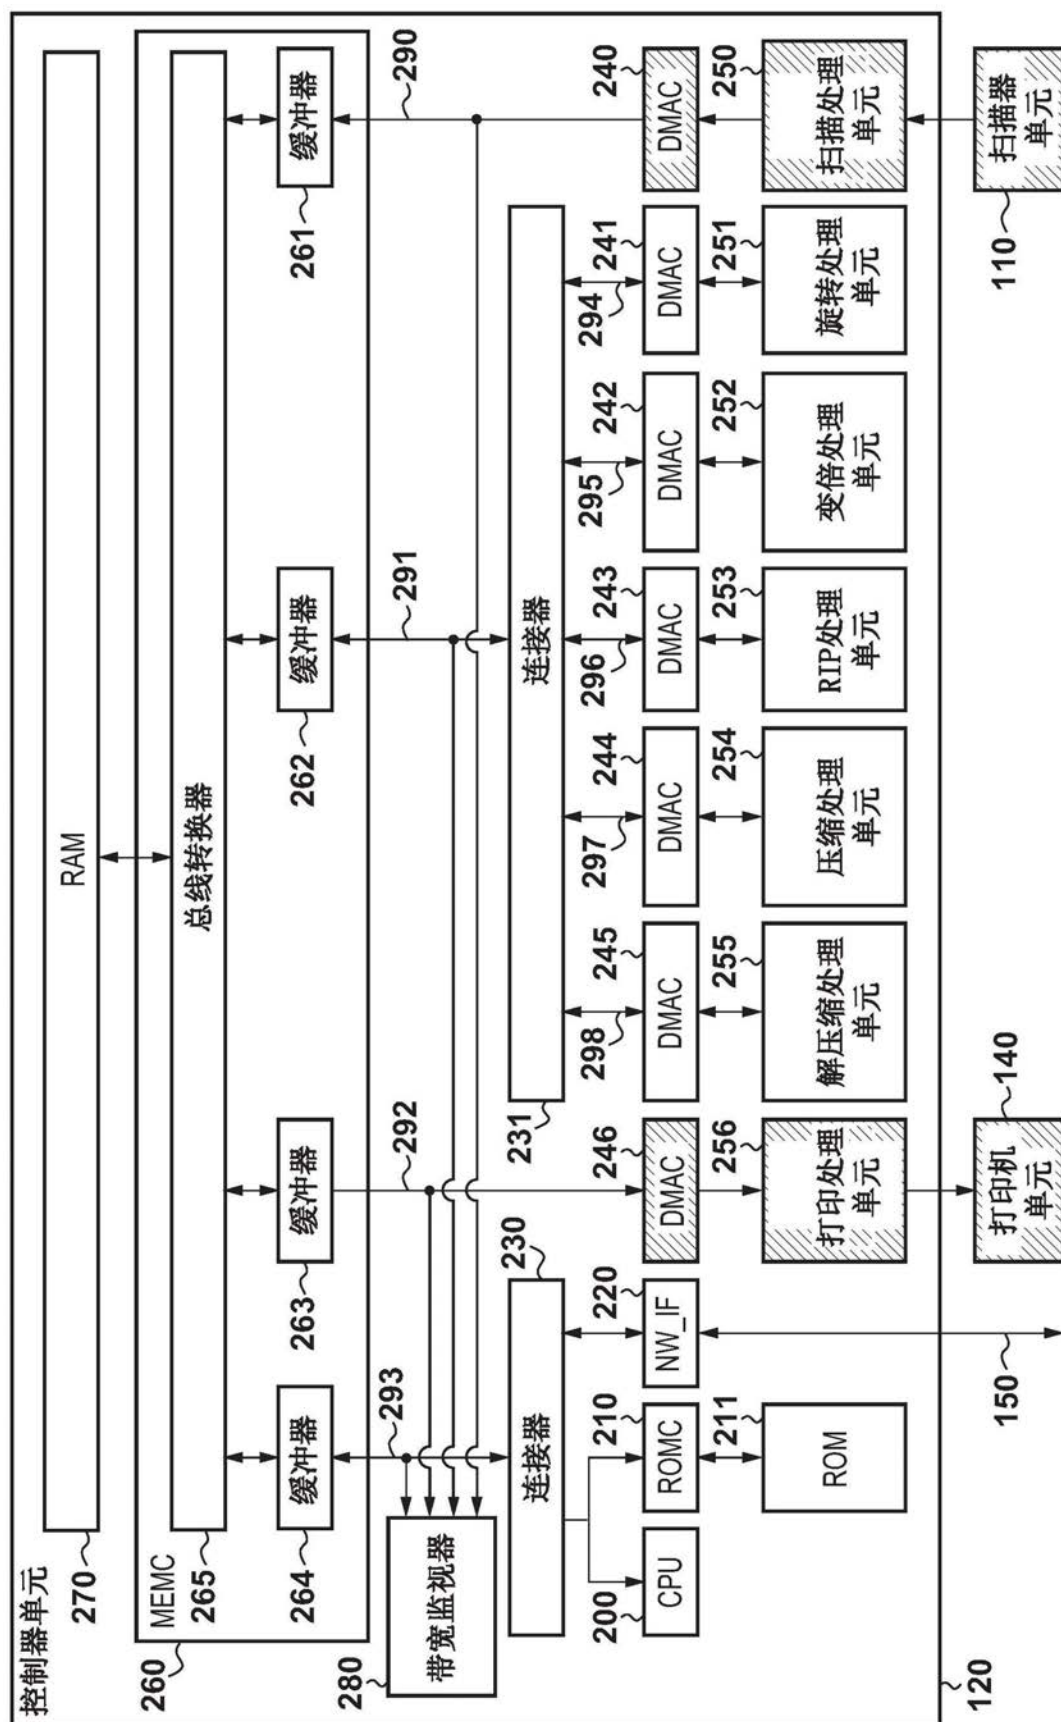 控制器单元
270
RAM
260
MEMC
265
总线转换器
264
缓冲器
263
缓冲器
262
缓冲器
261
缓冲器
280
带宽监视器
293
292
291
290
连接器
230
231
连接器
298
297
296
295
294
200
CPU
210
ROMC
220
NW_IF
246
DMAC
245
DMAC
244
DMAC
243
DMAC
242
DMAC
241
DMAC
240
DMAC
211
ROM
256
打印处理
单元
255
解压缩处理
单元
254
压缩处理
单元
253
RIP处理
单元
252
变倍处理
单元
251
旋转处理
单元
250
扫描处理
单元
120
150
140
打印机
单元
110
扫描器
单元